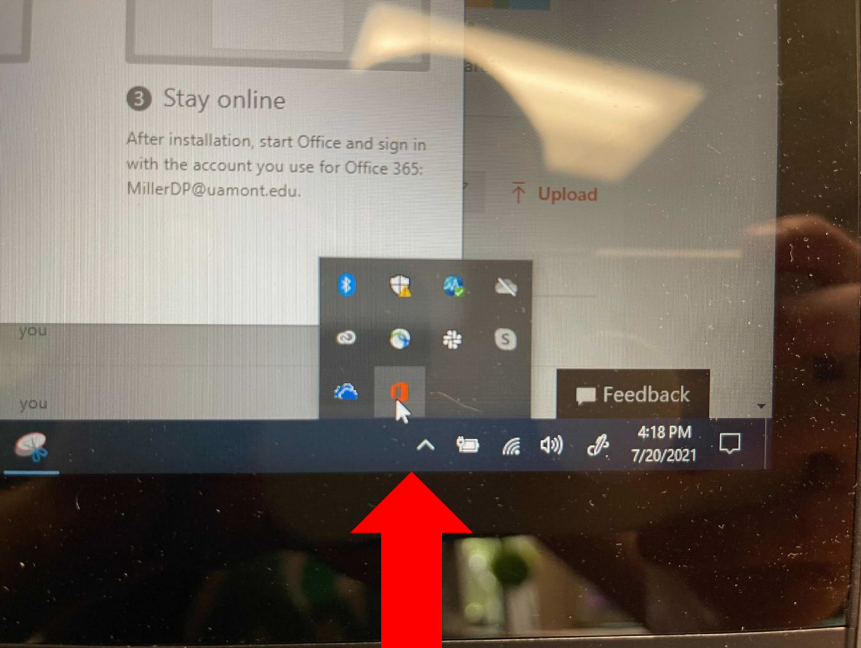 3 Stay online
After installation, start Office and sign in
with the account you use for Office 365:
MillerDP@uamont.edu.
Upload
you
you
Feedback
4:18 PM
7/20/2021